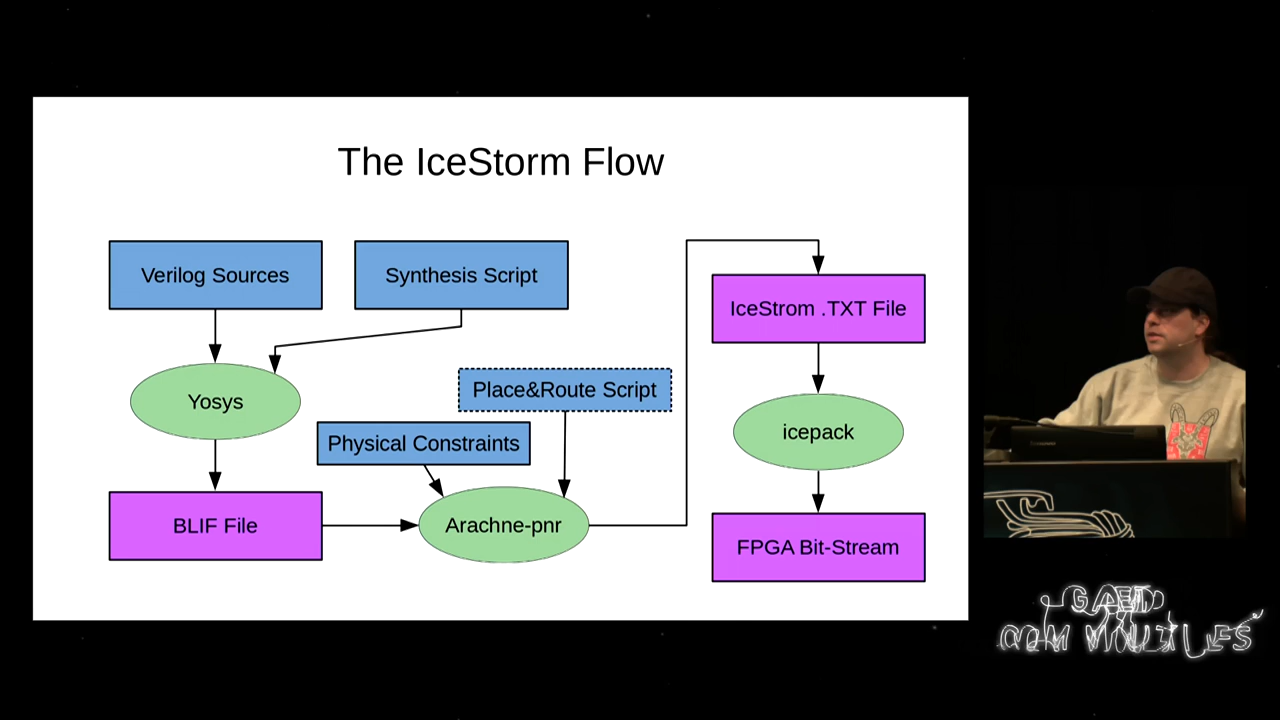 The IceStorm Flow
Verilog Sources
Synthesis Script
Yosys
Place&Route Script
Physical Constraints
BLIF File
Arachne-pnr
IceStrom .TXT File
icepack
FPGA Bit-Stream